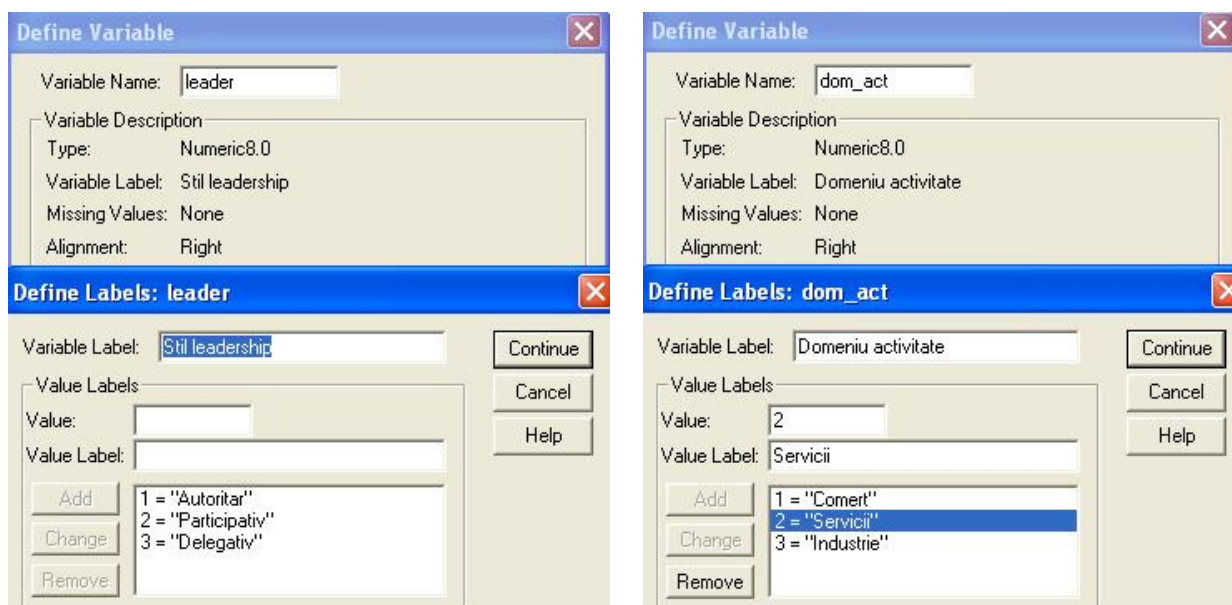 Define Variable
Variable Name: leader
Variable Description
Type: Numeric8.0
Variable Label: Stil leadership
Missing Values: None
Alignment: Right
Define Labels: leader
Variable Label: Stil leadership
Continue
Value Labels
Cancel
Value:
Help
Value Label:
Add
1 = "Autoritar"
2 = "Participativ"
Change
3 = "Delegativ"
Remove
Define Variable
Variable Name: dom_act
Variable Description
Type: Numeric8.0
Variable Label: Domeniu activitate
Missing Values: None
Alignment: Right
Define Labels: dom_act
Variable Label: Domeniu activitate
Continue
Value Labels
Cancel
Value: 2
Help
Value Label: Servicii
Add
1 = "Comert"
2 = "Servicii"
Change
3 = "Industrie"
Remove